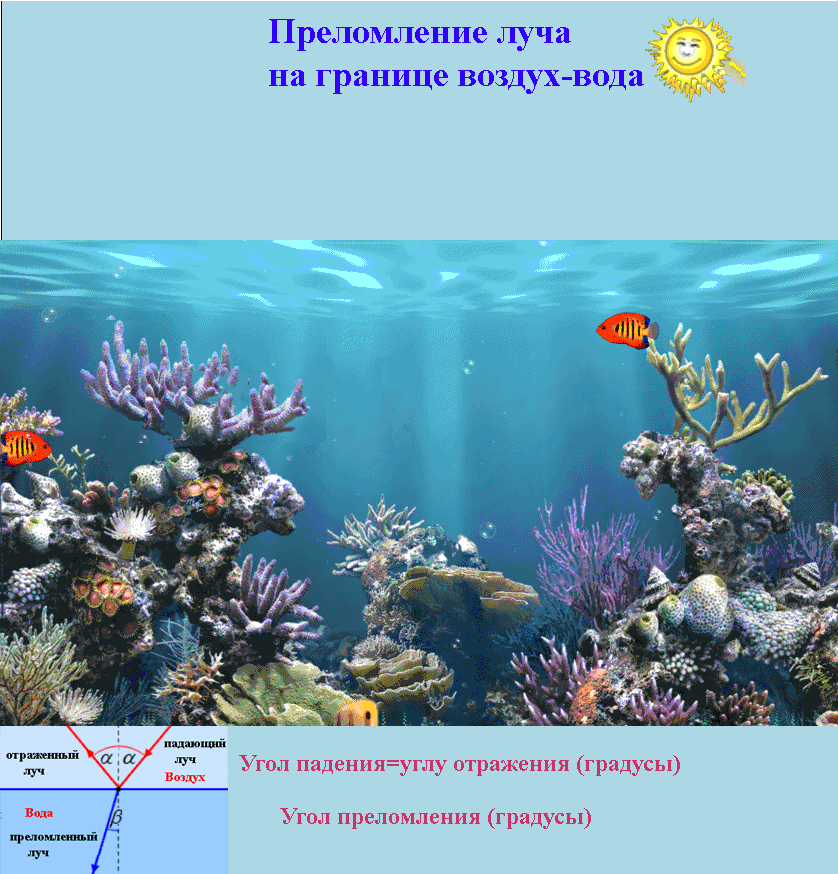 Преломление луча
на границе воздух-вода
отраженный
луч
α α
падающий
луч
Воздух
Вода
β
преломленный
луч
Угол падения=углу отражения (градусы)
Угол преломления (градусы)